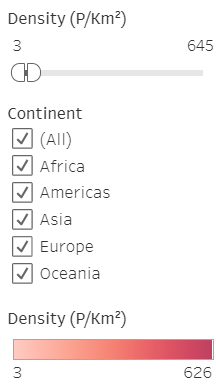 Density (P/Km²)
3 645
Continent
(All)
Africa
Americas
Asia
Europe
Oceania
Density (P/Km²)
3 626